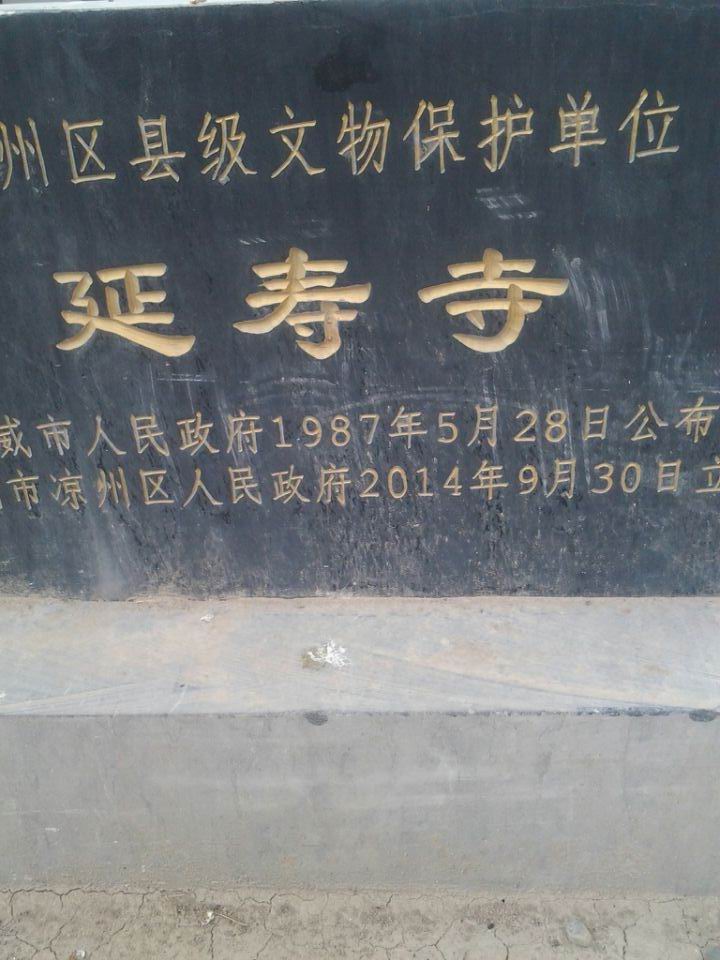 州区县级文物保护单位
延寿寺
威市人民政府1987年5月28日公布
市凉州区人民政府2014年9月30日立